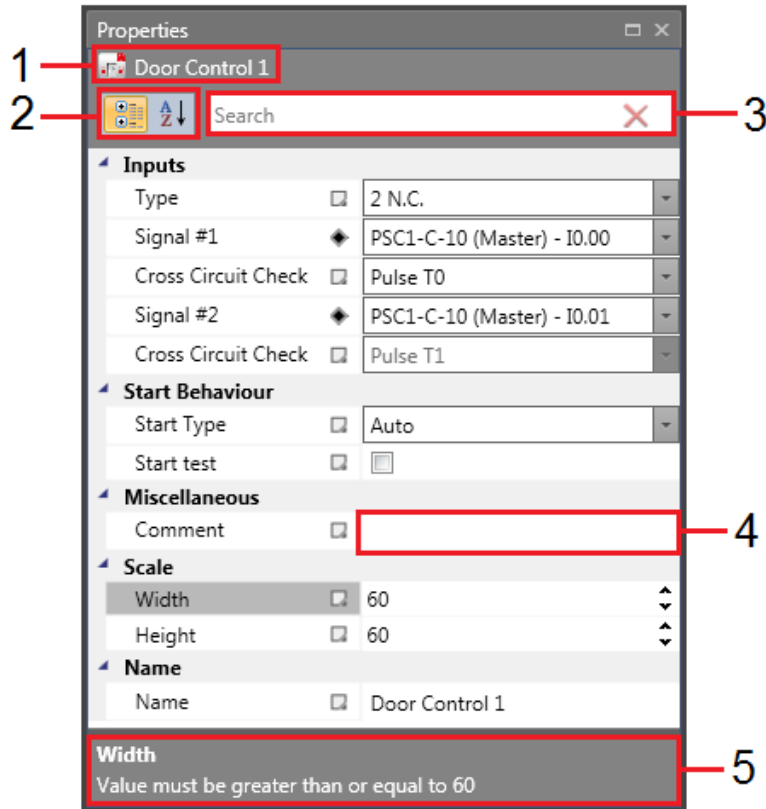 Properties
1 Door Control 1
2 A Z Search 3
Inputs
Type 2 N.C.
Signal #1 PSC1-C-10 (Master) - I0.00
Cross Circuit Check Pulse T0
Signal #2 PSC1-C-10 (Master) - I0.01
Cross Circuit Check Pulse T1
Start Behaviour
Start Type Auto
Start test
Miscellaneous
Comment 4
Scale
Width 60
Height 60
Name
Name Door Control 1
Width
Value must be greater than or equal to 60 5